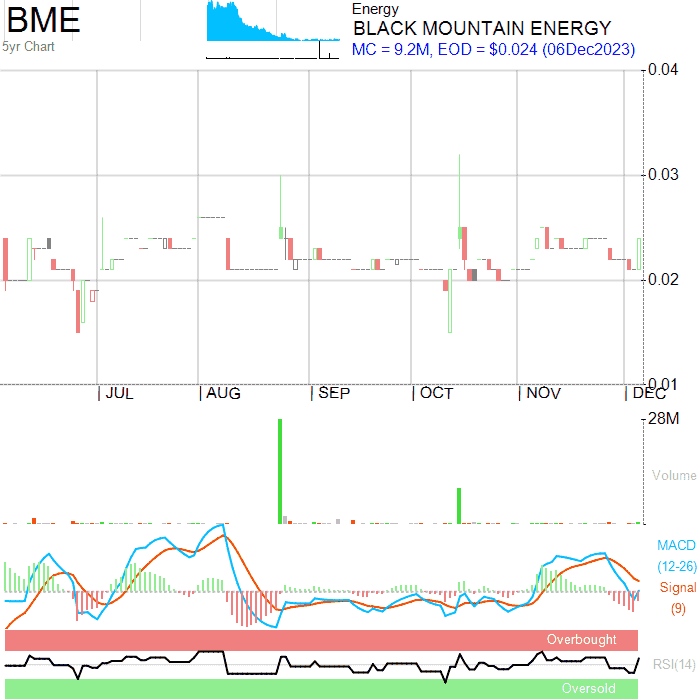 BME
5yr Chart
Energy
BLACK MOUNTAIN ENERGY
MC = 9.2M, EOD = $0.024 (06Dec2023)
0.04
0.03
0.02
0.01
JUL AUG SEP OCT NOV DEC
28M
Volume
MACD
(12-26)
Signal
(9)
Overbought
RSI(14)
Oversold